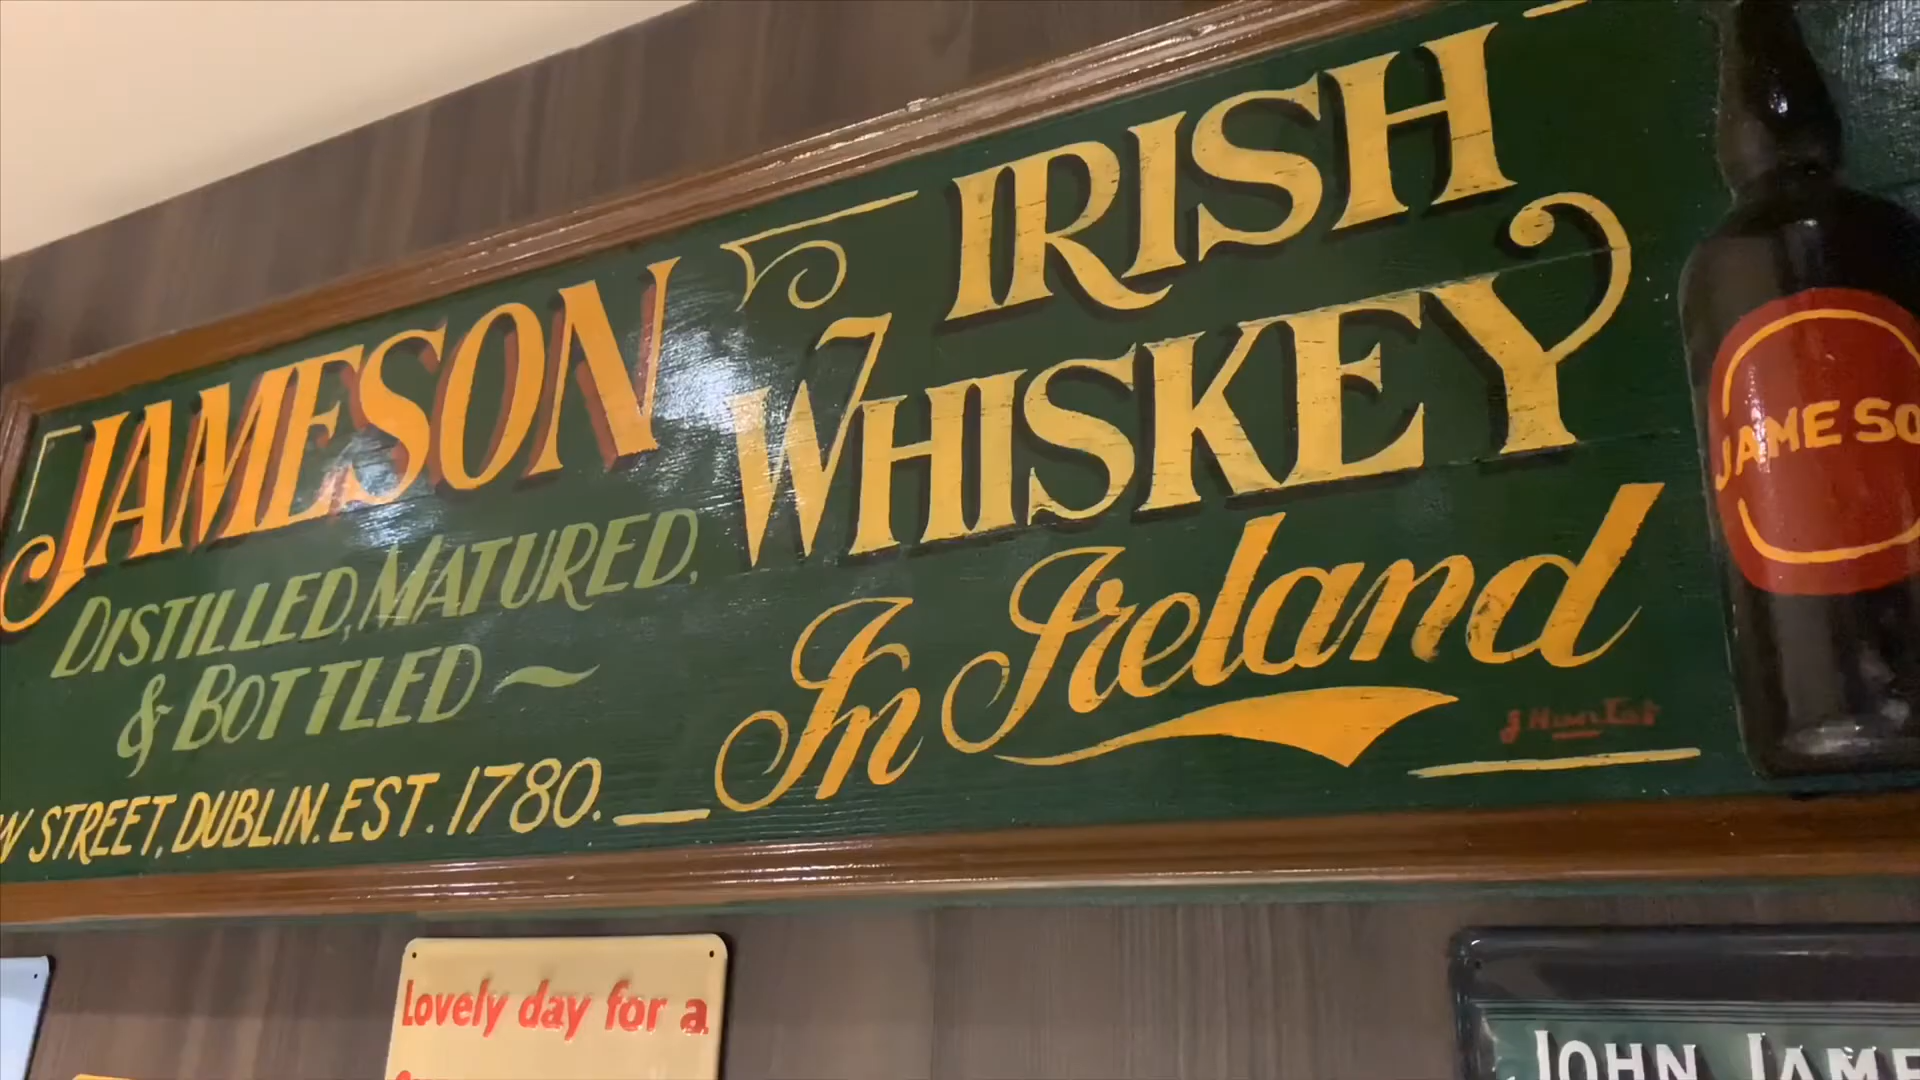 JAMESON
DISTILLED, MATURED,
& BOTTLED ~
W STREET, DUBLIN. EST. 1780.
IRISH
WHISKEY
In Ireland
JAMESO
Lovely day for a
JOHN JAME